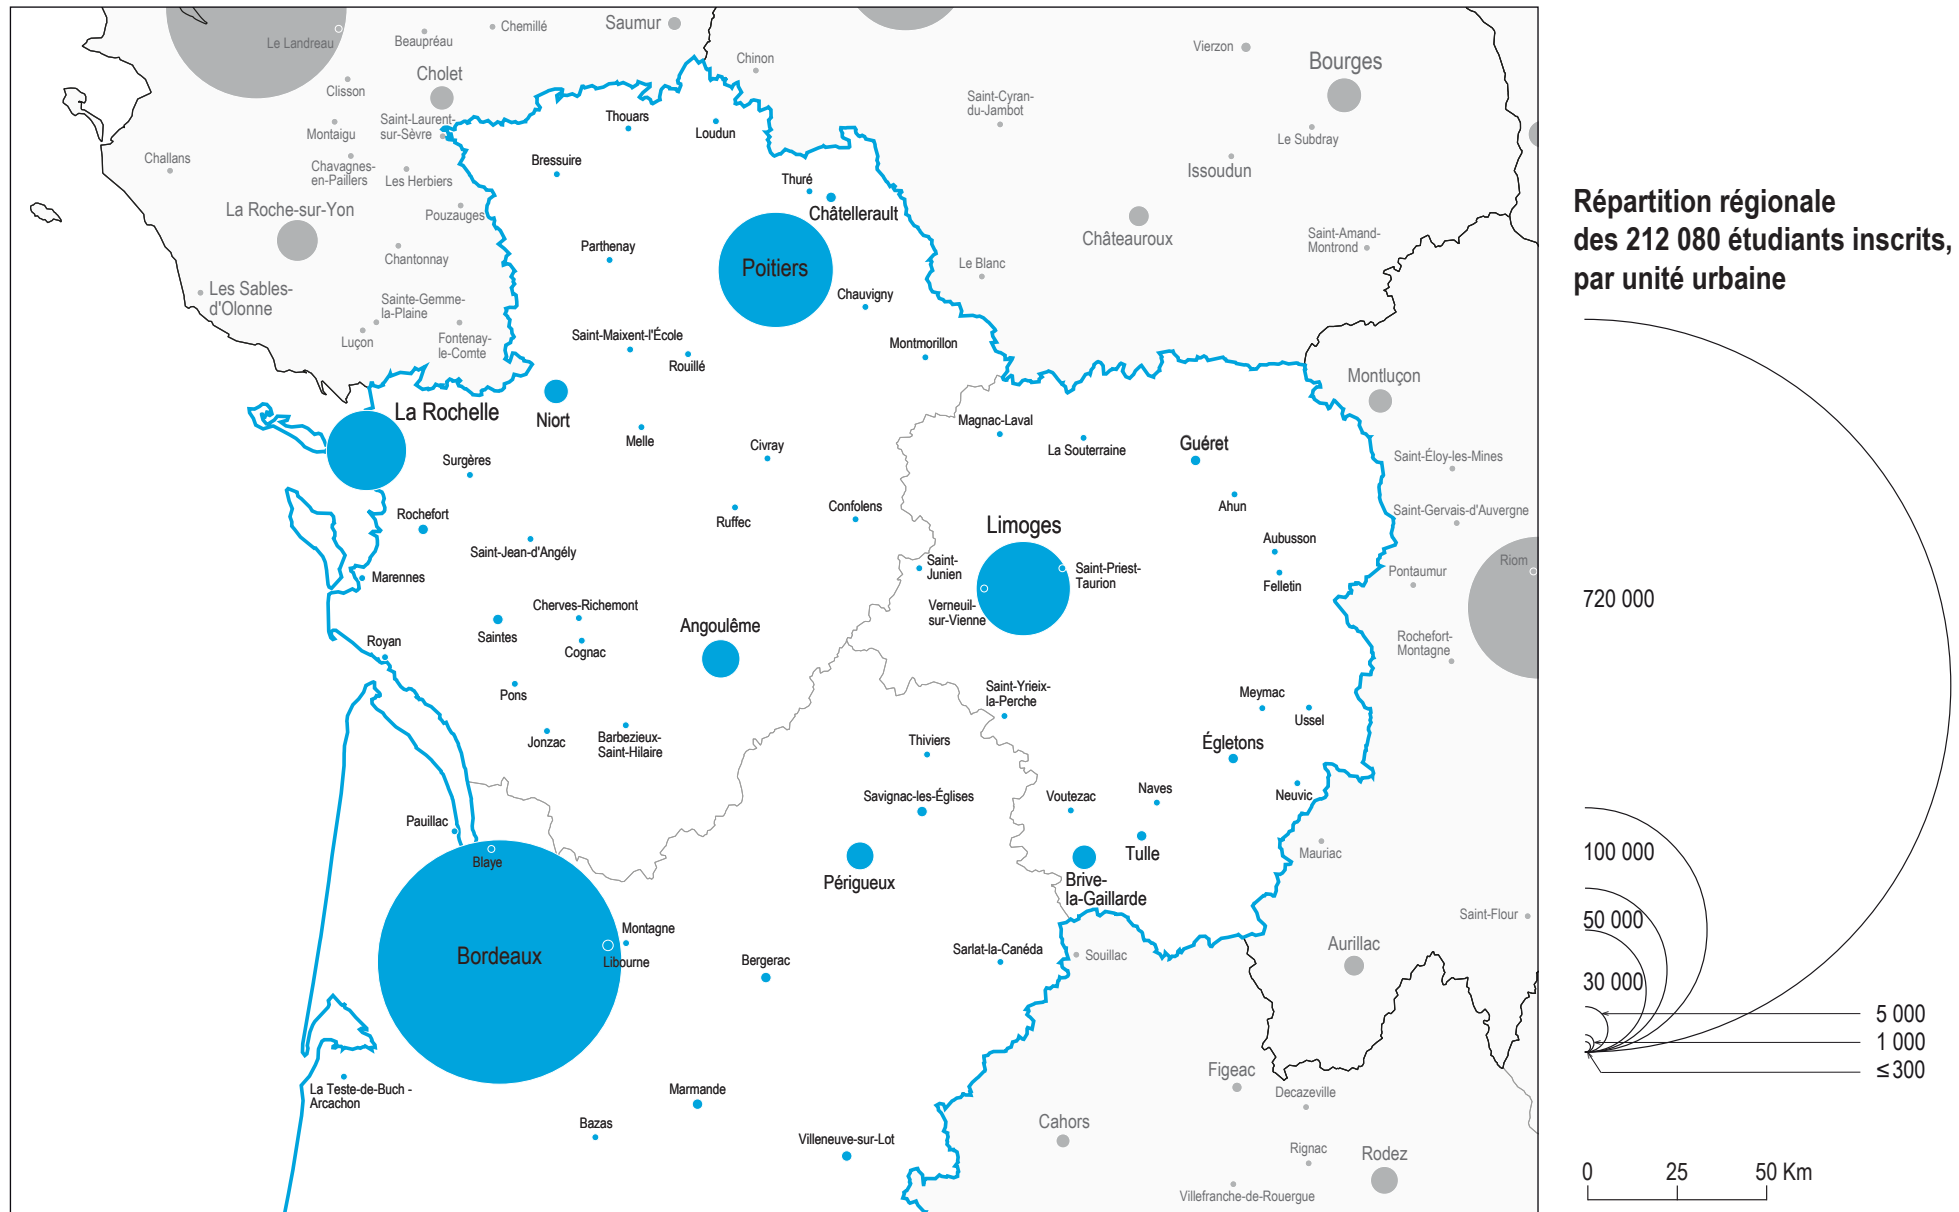 Le Landreau
Beaupréau
Chemillé
Saumur
Chinon
Vierzon
Bourges
Cholet
Clisson
Saint-Cyran-
du-Jambot
Montaigu
Saint-Laurent-
sur-Sèvre
Thouars
Loudun
Le Subdray
Challans
Chavagnes-
en-Paillers
Les Herbiers
Bressuire
Thuré
Issoudun
La Roche-sur-Yon
Pouzauges
Châtellerault
Châteauroux
Saint-Amand-
Montrond
Chantonnay
Parthenay
Poitiers
Le Blanc
Les Sables-
d'Olonne
Sainte-Gemme-
la-Plaine
Chauvigny
Luçon
Fontenay-
le-Comte
Saint-Maixent-l'École
Rouillé
Montmorillon
Montluçon
La Rochelle
Niort
Melle
Civray
Magnac-Laval
La Souterraine
Guéret
Saint-Éloy-les-Mines
Surgères
Rochefort
Ruffec
Confolens
Limoges
Ahun
Saint-Gervais-d'Auvergne
Saint-Jean-d'Angély
Aubusson
Marennes
Saint-
Junien
Saint-Priest-
Taurion
Felletin
Pontaumur
Riom
Cherves-Richemont
Verneuil-
sur-Vienne
Saintes
Cognac
Angoulême
Royan
Rochefort-
Montagne
Pons
Saint-Yrieix-
la-Perche
Meymac
Ussel
Jonzac
Barbezieux-
Saint-Hilaire
Thiviers
Égletons
Savignac-les-Églises
Voutezac
Naves
Neuvic
Pauillac
Blaye
Périgueux
Tulle
Mauriac
Brive-
la-Gaillarde
Saint-Flour
Montagne
Bordeaux
Libourne
Bergerac
Sarlat-la-Canéda
Souillac
Aurillac
La Teste-de-Buch -
Arcachon
Marmande
Bazas
Villeneuve-sur-Lot
Figeac
Decazeville
Cahors
Rignac
Rodez
Villefranche-de-Rouergue
Répartition régionale
des 212 080 étudiants inscrits,
par unité urbaine
720 000
100 000
50 000
30 000
5 000
1 000
≤ 300
0 25 50 Km